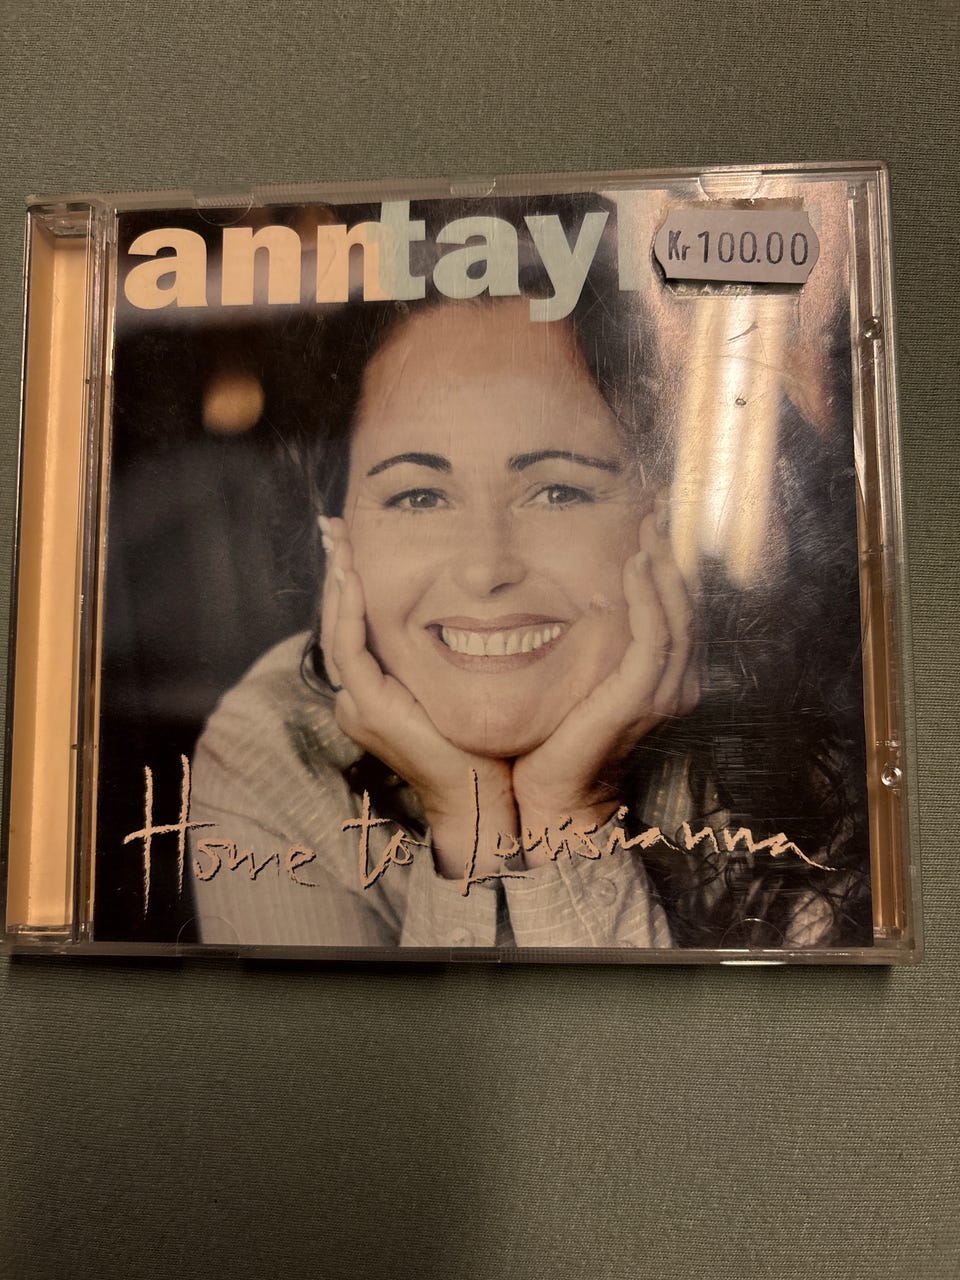 anntayl
Kr 100.00
Home to Louisianna